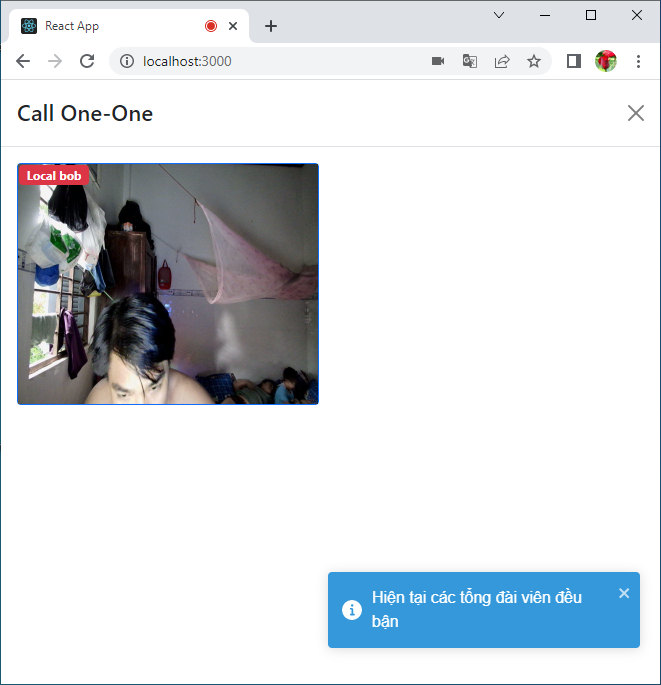 React App
localhost:3000
Call One-One
Local bob
Hiện tại các tổng đài viên đều
bận